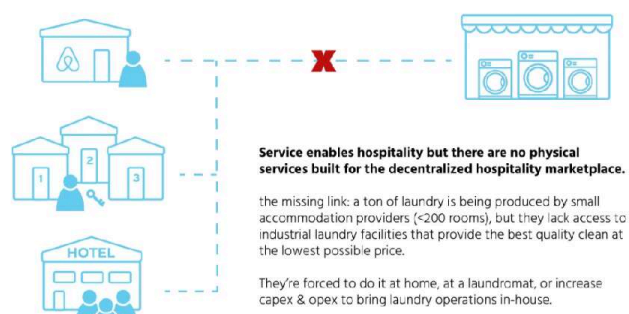 Service enables hospitality but there are no physical
services built for the decentralized hospitality marketplace.
the missing link: a ton of laundry is being produced by small
accommodation providers (<200 rooms), but they lack access to
industrial laundry facilities that provide the best quality clean at
the lowest possible price.
They're forced to do it at home, at a laundromat, or increase
capex & opex to bring laundry operations in-house.
1
2
3
HOTEL